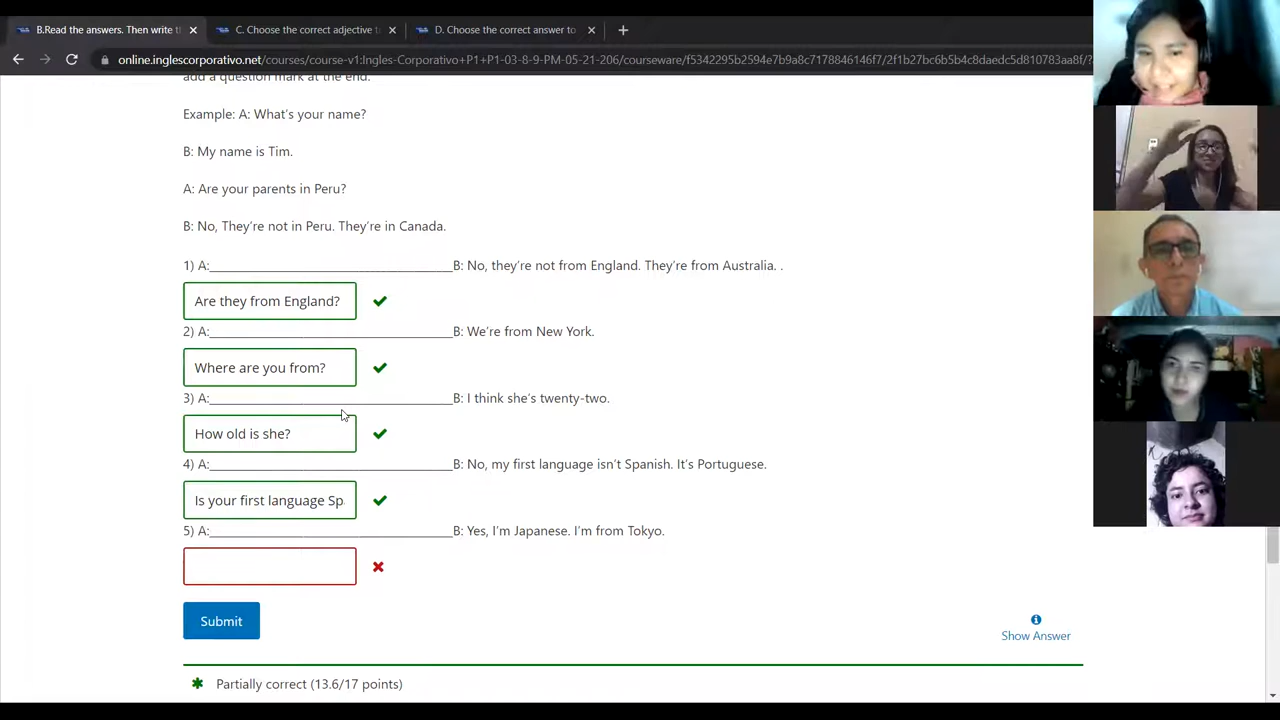 B.Read the answers. Then write th
C. Choose the correct adjective t
D. Choose the correct answer to
online.inglescorporativo.net/courses/course-v1:Ingles-Corporativo+P1+P1-03-8-9-PM-05-21-206/courseware/f5342295b2594e7b9a8c7178846146f7/2f1b27bc6b5b4c8daedc5d810783aa8f/?
add a question mark at the end.
Example: A: What's your name?
B: My name is Tim.
A: Are your parents in Peru?
B: No, They're not in Peru. They're in Canada.
1) A:____________________________B: No, they're not from England. They're from Australia. .
Are they from England?
2) A:____________________________B: We're from New York.
Where are you from?
3) A:____________________________B: I think she's twenty-two.
How old is she?
4) A:____________________________B: No, my first language isn't Spanish. It's Portuguese.
Is your first language Sp
5) A:____________________________B: Yes, I'm Japanese. I'm from Tokyo.
Submit
Show Answer
Partially correct (13.6/17 points)